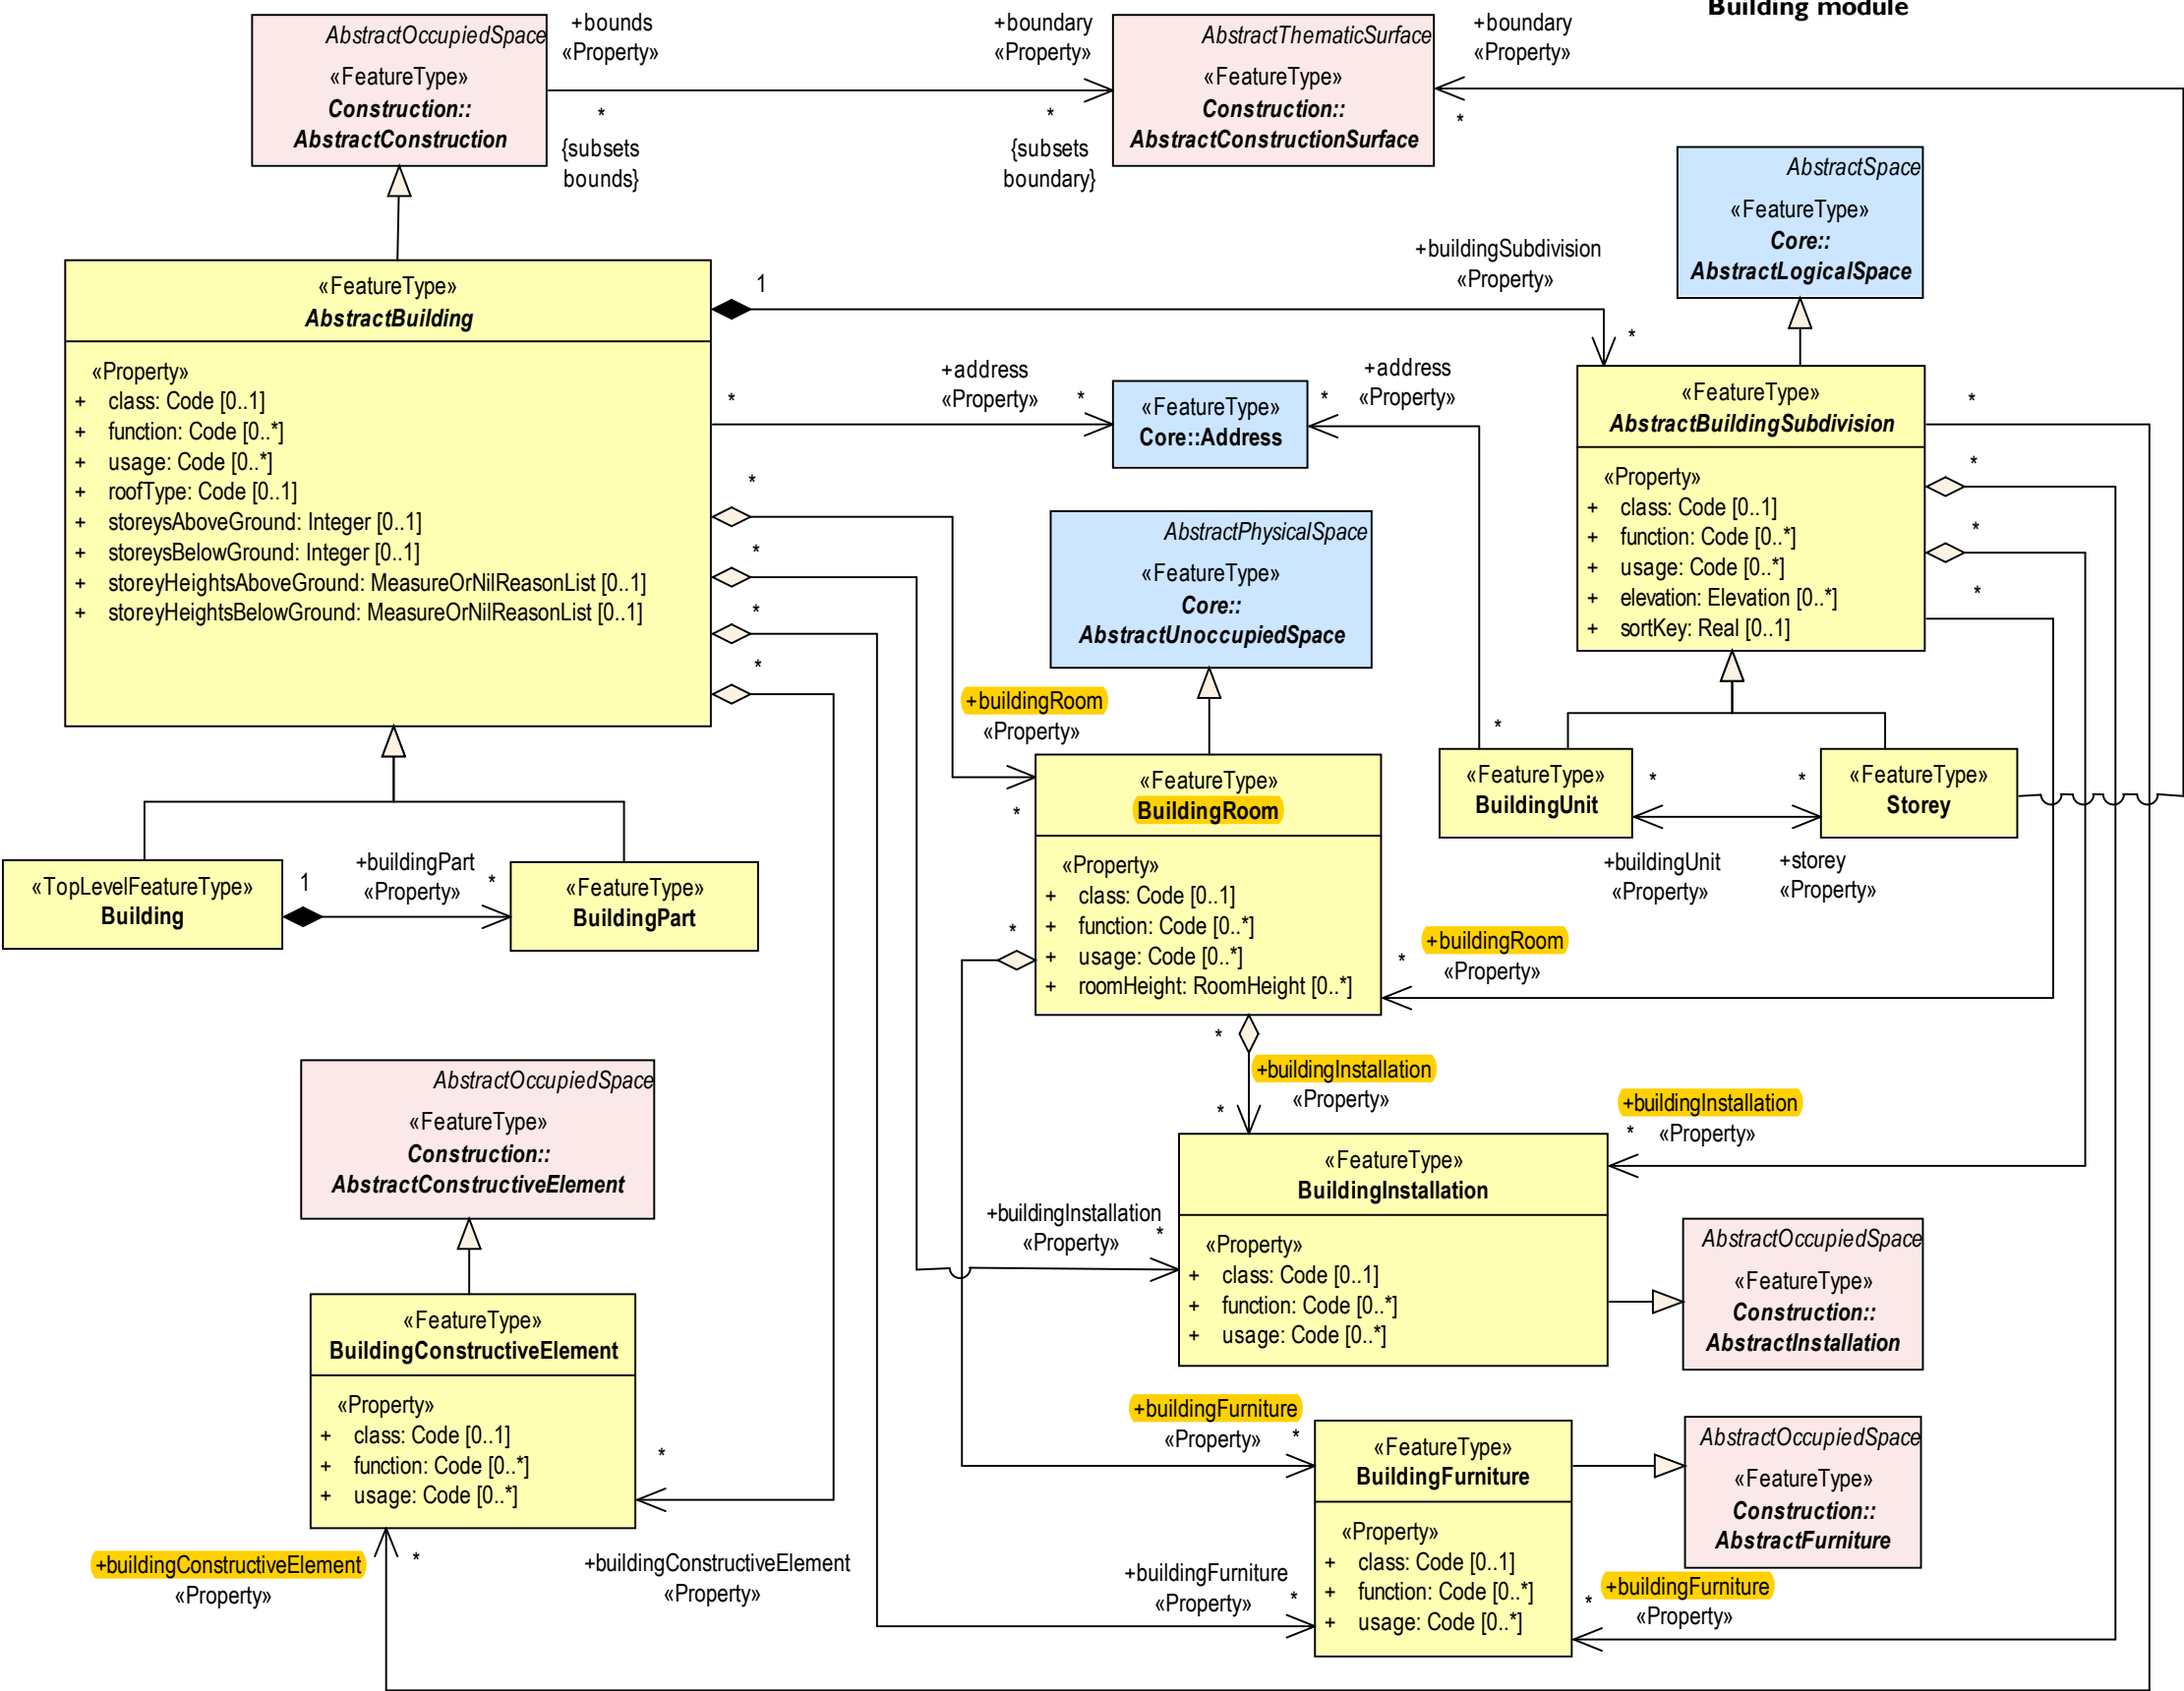 Building module
+bounds
«Property»
*
{subsets
bounds}
+boundary
«Property»
*
{subsets
boundary}
+boundary
«Property»
*
AbstractOccupiedSpace
«FeatureType»
Construction::
AbstractConstruction
AbstractThematicSurface
«FeatureType»
Construction::
AbstractConstructionSurface
AbstractSpace
«FeatureType»
Core::
AbstractLogicalSpace
«FeatureType»
AbstractBuilding
«Property»
+ class: Code [0..1]
+ function: Code [0..*]
+ usage: Code [0..*]
+ roofType: Code [0..1]
+ storeysAboveGround: Integer [0..1]
+ storeysBelowGround: Integer [0..1]
+ storeyHeightsAboveGround: MeasureOrNilReasonList [0..1]
+ storeyHeightsBelowGround: MeasureOrNilReasonList [0..1]
1
+buildingSubdivision
«Property»
*
*
+address
«Property»
*
«FeatureType»
Core::Address
*
+address
«Property»
*
*
*
*
*
«FeatureType»
AbstractBuildingSubdivision
«Property»
+ class: Code [0..1]
+ function: Code [0..*]
+ usage: Code [0..*]
+ elevation: Elevation [0..*]
+ sortKey: Real [0..1]
*
*
*
*
AbstractPhysicalSpace
«FeatureType»
Core::
AbstractUnoccupiedSpace
+buildingRoom
«Property»
*
«FeatureType»
BuildingRoom
«Property»
+ class: Code [0..1]
+ function: Code [0..*]
+ usage: Code [0..*]
+ roomHeight: RoomHeight [0..*]
«FeatureType»
BuildingUnit
*
*
«FeatureType»
Storey
+buildingUnit
«Property»
+storey
«Property»
«TopLevelFeatureType»
Building
1
+buildingPart
«Property»
*
«FeatureType»
BuildingPart
*
+buildingRoom
«Property»
*
*
+buildingInstallation
«Property»
*
+buildingInstallation
«Property»
*
AbstractOccupiedSpace
«FeatureType»
Construction::
AbstractConstructiveElement
«FeatureType»
BuildingInstallation
«Property»
+ class: Code [0..1]
+ function: Code [0..*]
+ usage: Code [0..*]
+buildingInstallation
«Property»
*
AbstractOccupiedSpace
«FeatureType»
Construction::
AbstractInstallation
«FeatureType»
BuildingConstructiveElement
«Property»
+ class: Code [0..1]
+ function: Code [0..*]
+ usage: Code [0..*]
*
+buildingFurniture
«Property»
*
«FeatureType»
BuildingFurniture
«Property»
+ class: Code [0..1]
+ function: Code [0..*]
+ usage: Code [0..*]
AbstractOccupiedSpace
«FeatureType»
Construction::
AbstractFurniture
+buildingConstructiveElement
«Property»
*
+buildingConstructiveElement
«Property»
+buildingFurniture
«Property»
*
+buildingFurniture
«Property»
*